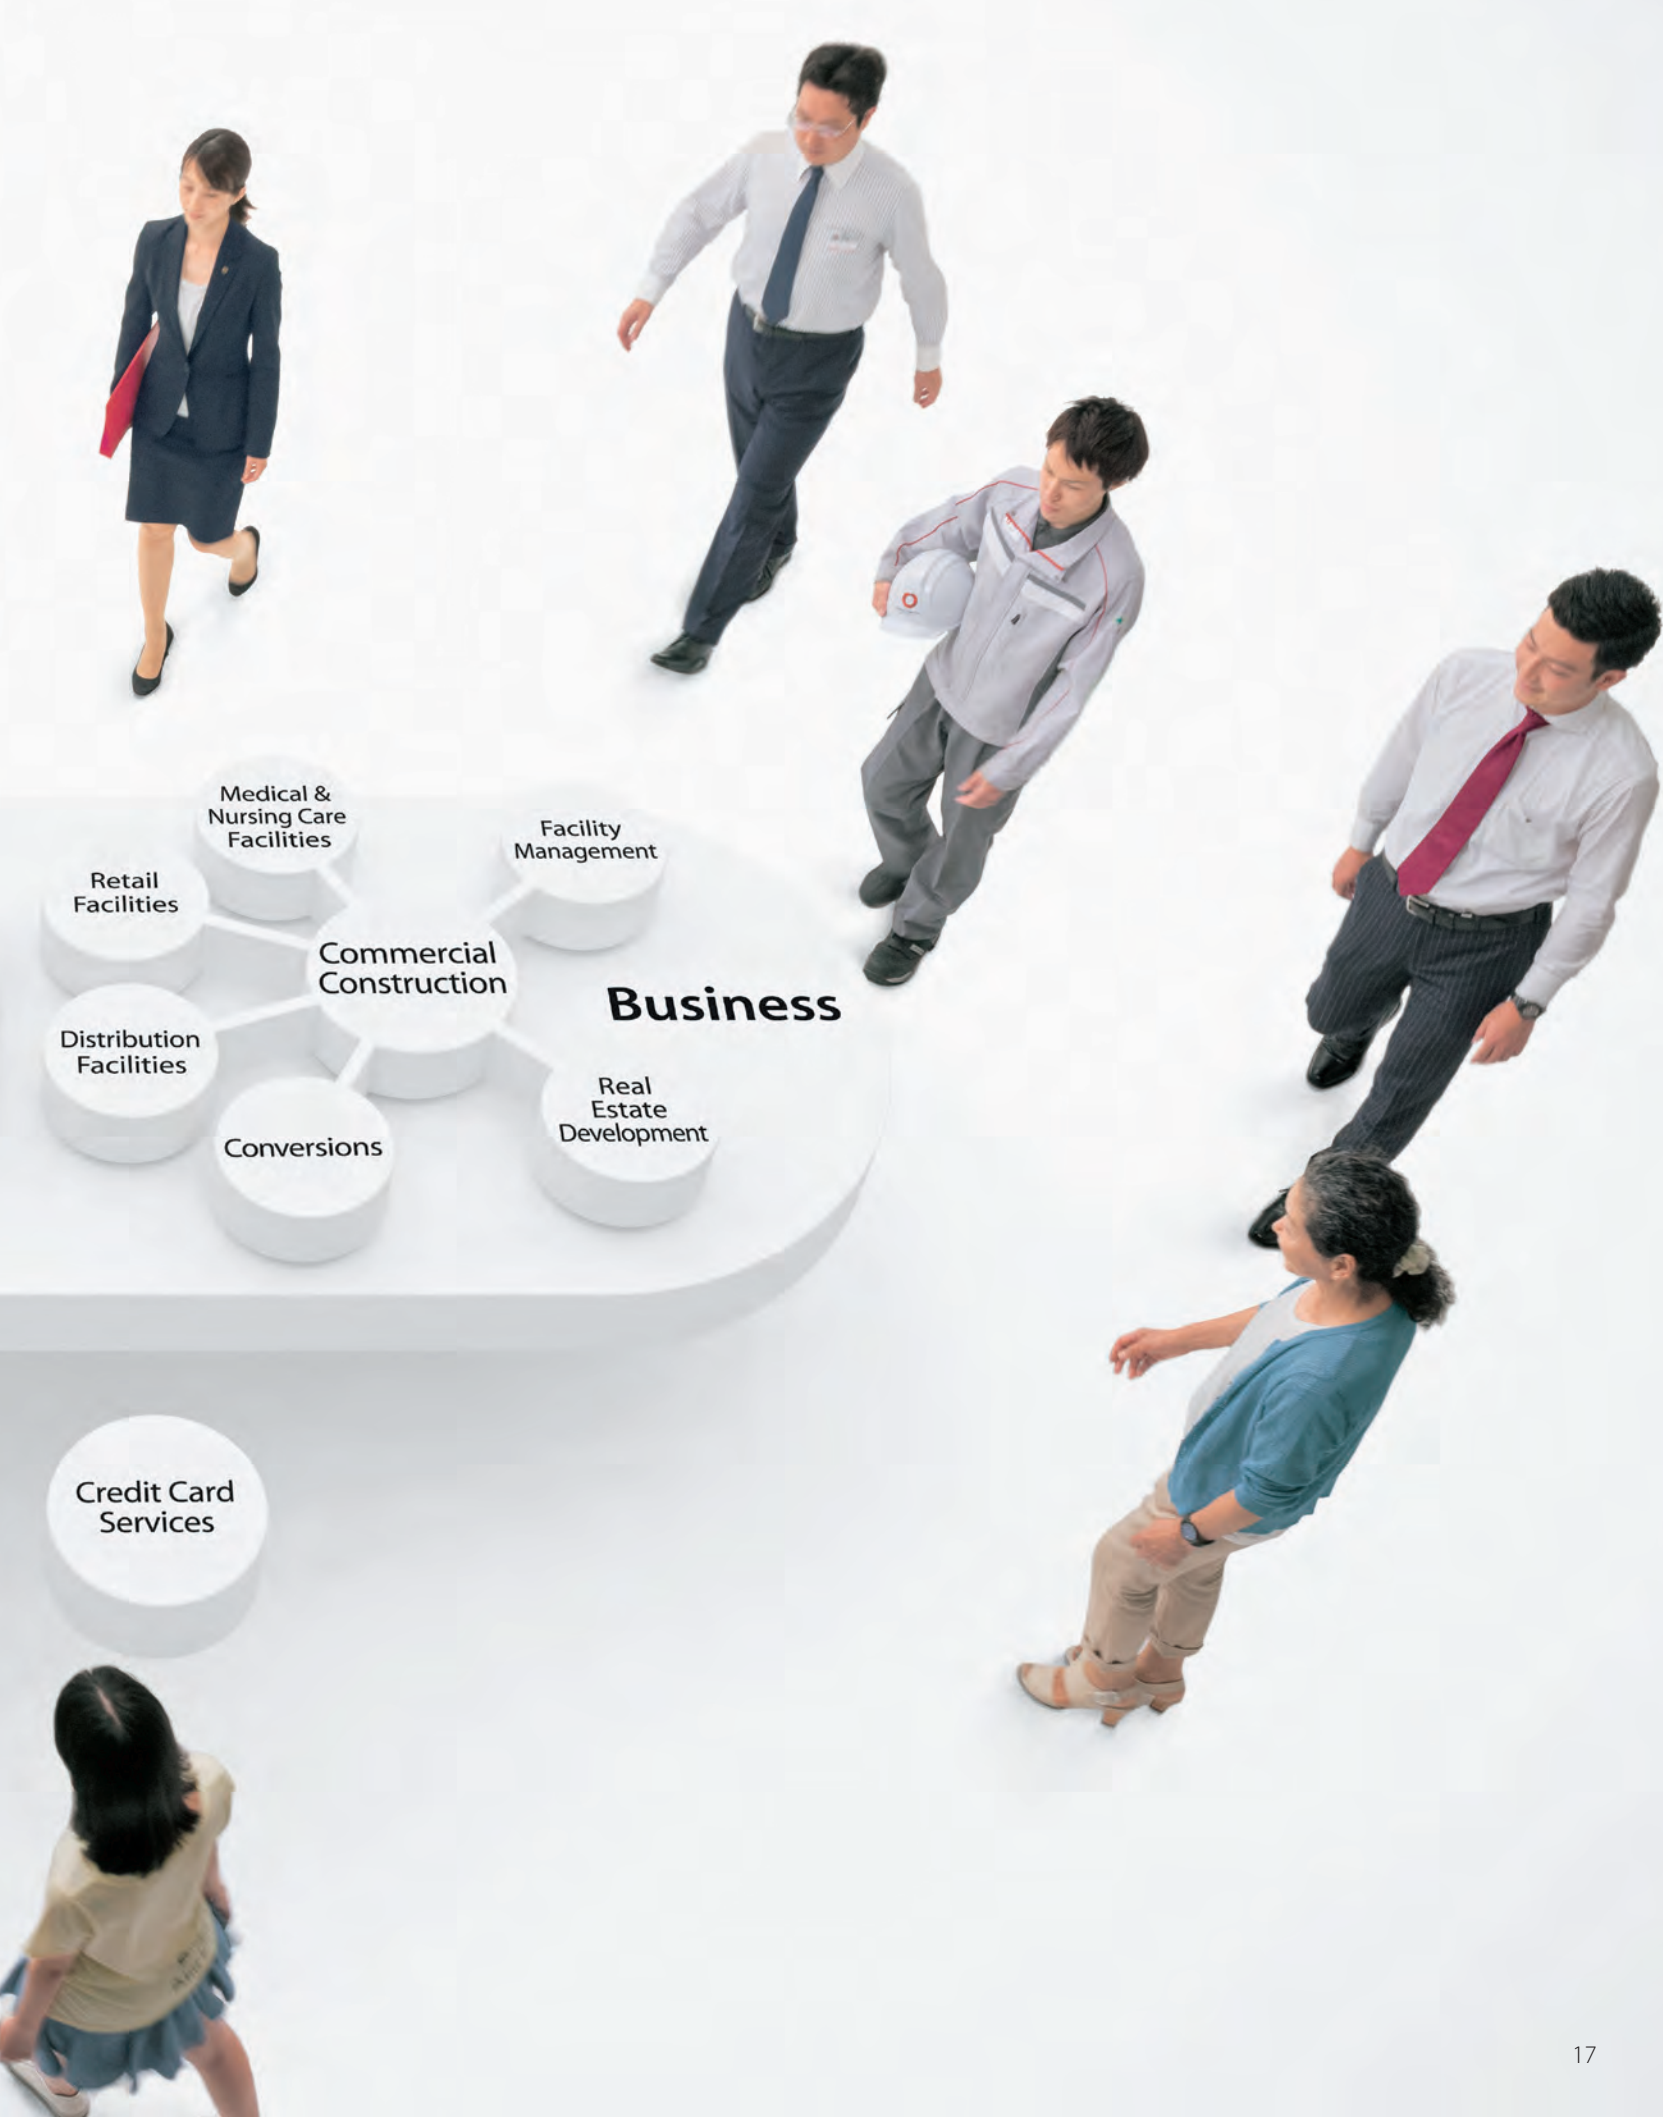 Medical &
Nursing Care
Facilities
Facility
Management
Retail
Facilities
Commercial
Construction
Business
Distribution
Facilities
Real
Estate
Development
Conversions
Credit Card
Services
17